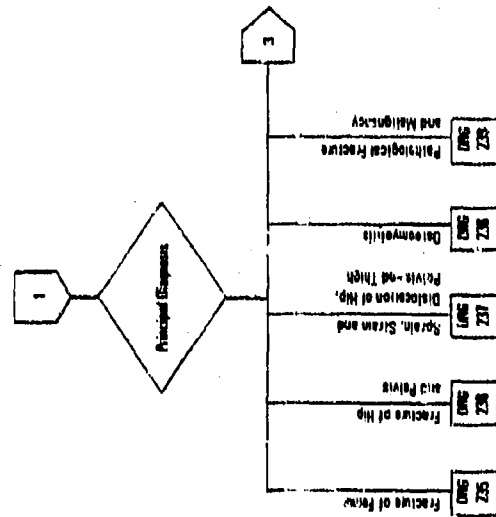 1
Principal Diagnosis
Fracture of Femur
DRG
235
Fracture of Hip
and Pelvis
DRG
236
Sprain, Strain and
Dislocation of Hip,
Pelvis and Thigh
DRG
237
Osteomyelitis
DRG
238
Pathological Fracture
and Malignancy
DRG
239
3